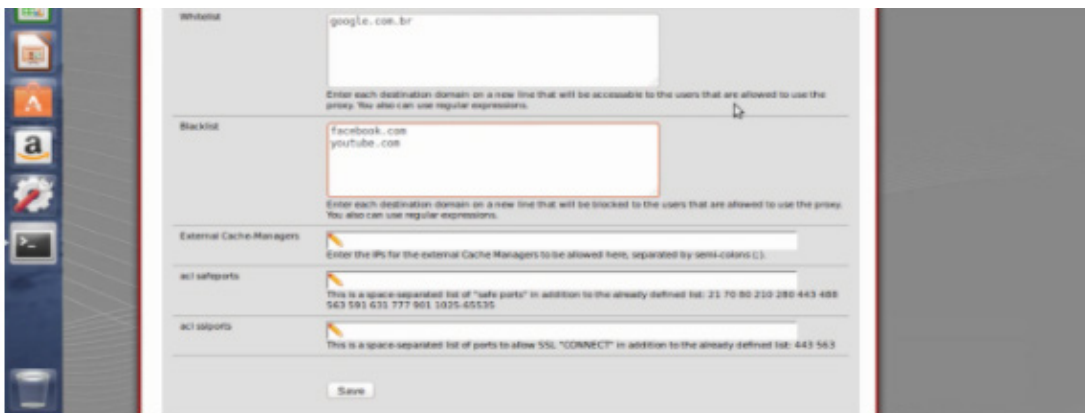 Whitelist
google.com.br
Enter each destination domain on a new line that will be accessable to the users that are allowed to use the
proxy. You also can use regular expressions.
Blacklist
facebook.com
youtube.com
Enter each destination domain on a new line that will be blocked to the users that are allowed to use the proxy.
You also can use regular expressions.
External Cache-Managers
Enter the IPs for the external Cache Managers to be allowed here, separated by semi-colons (;).
acl safeports
This is a space-separated list of "safe ports" in addition to the already defined list: 21 70 80 210 280 443 488
563 591 631 777 901 1025-65535
acl sslports
This is a space-separated list of ports to allow SSL "CONNECT" in addition to the already defined list: 443 563
Save